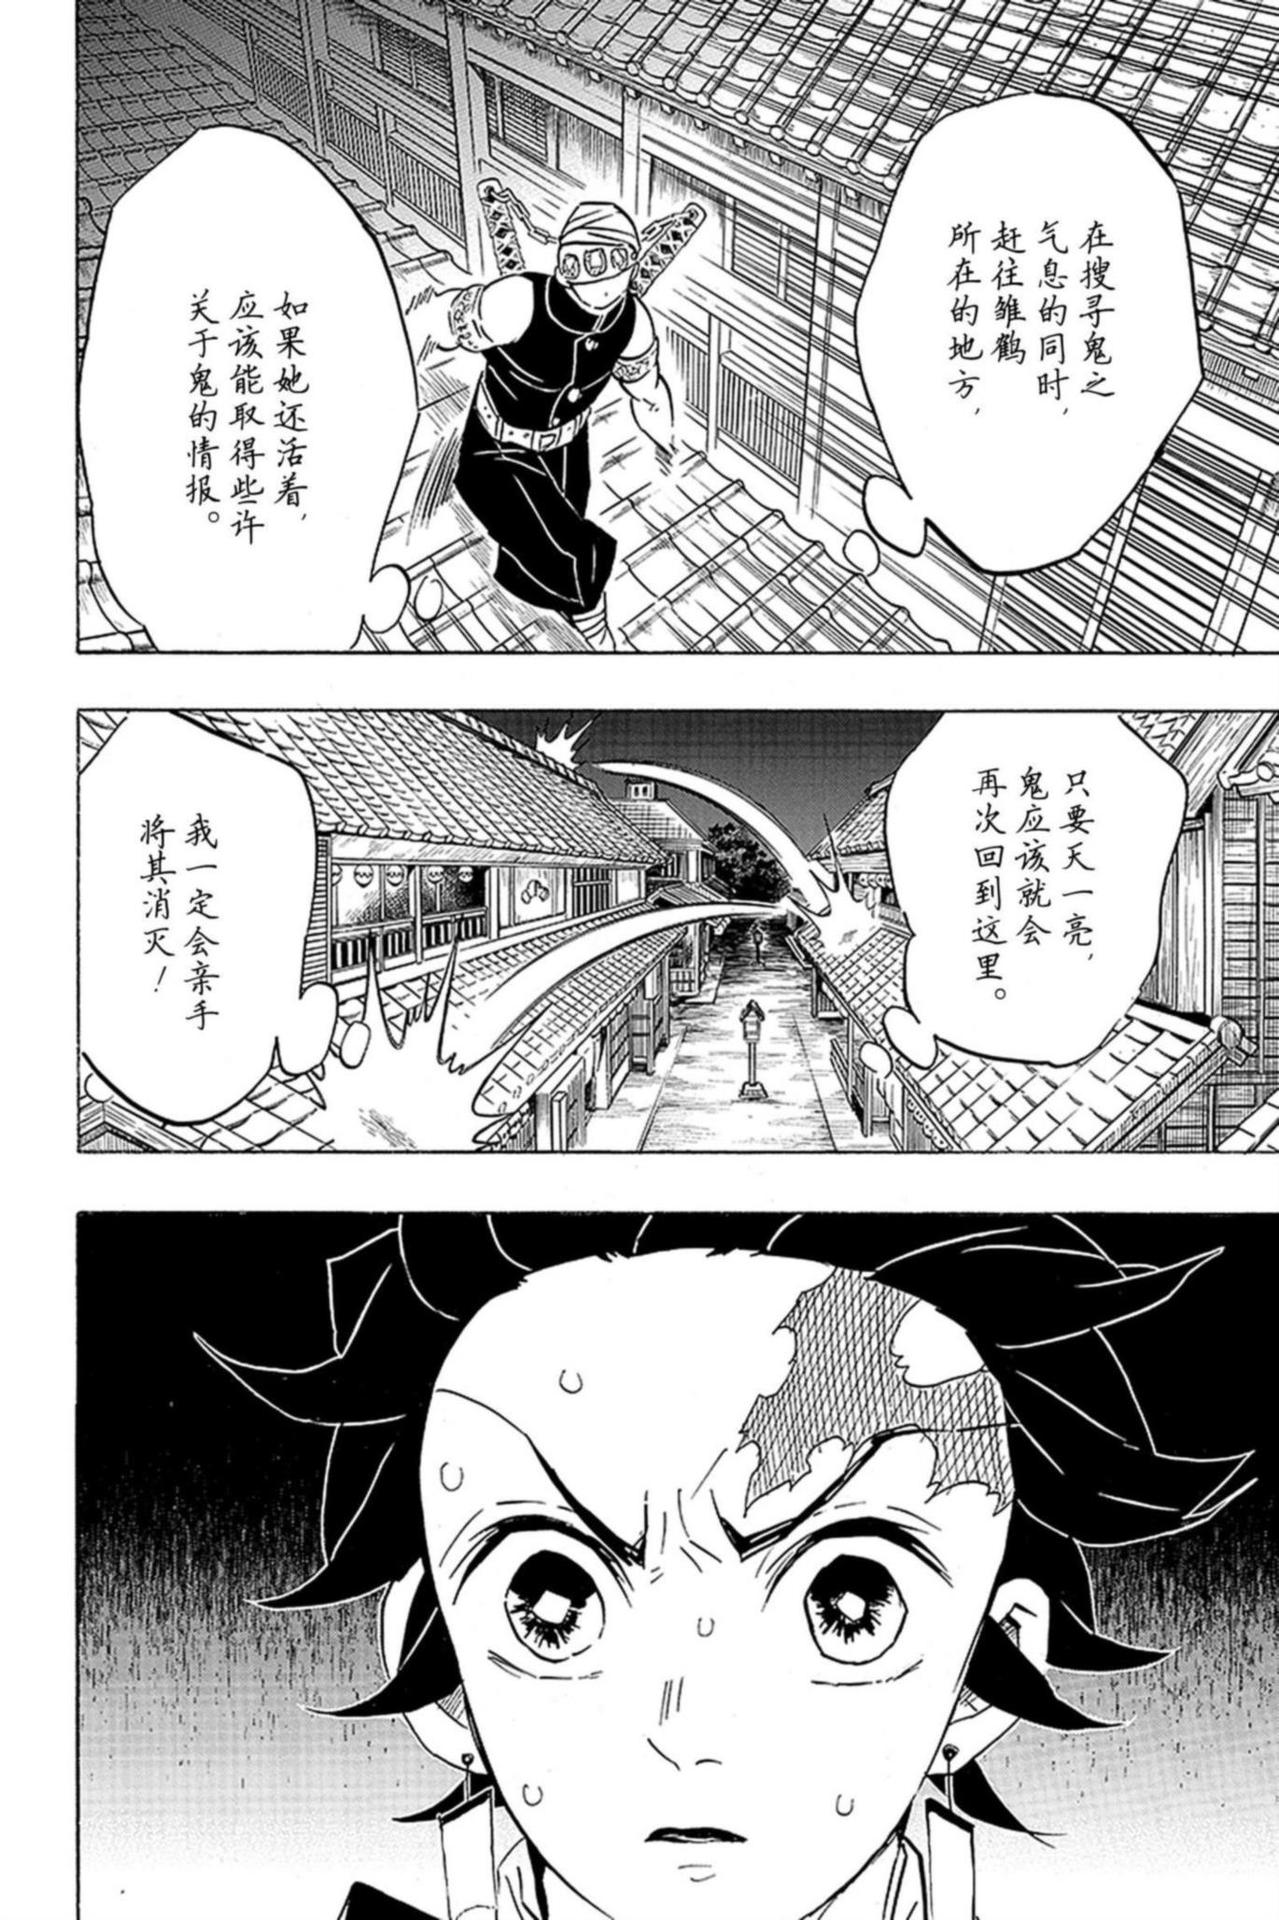 在搜寻鬼之
气息的同时，
赶往雏鹤
所在的地方，
如果她还活着，
应该能取得些许
关于鬼的情报。
只要天一亮，
鬼应该就会
再次回到这里。
我一定会亲手
将其消灭！